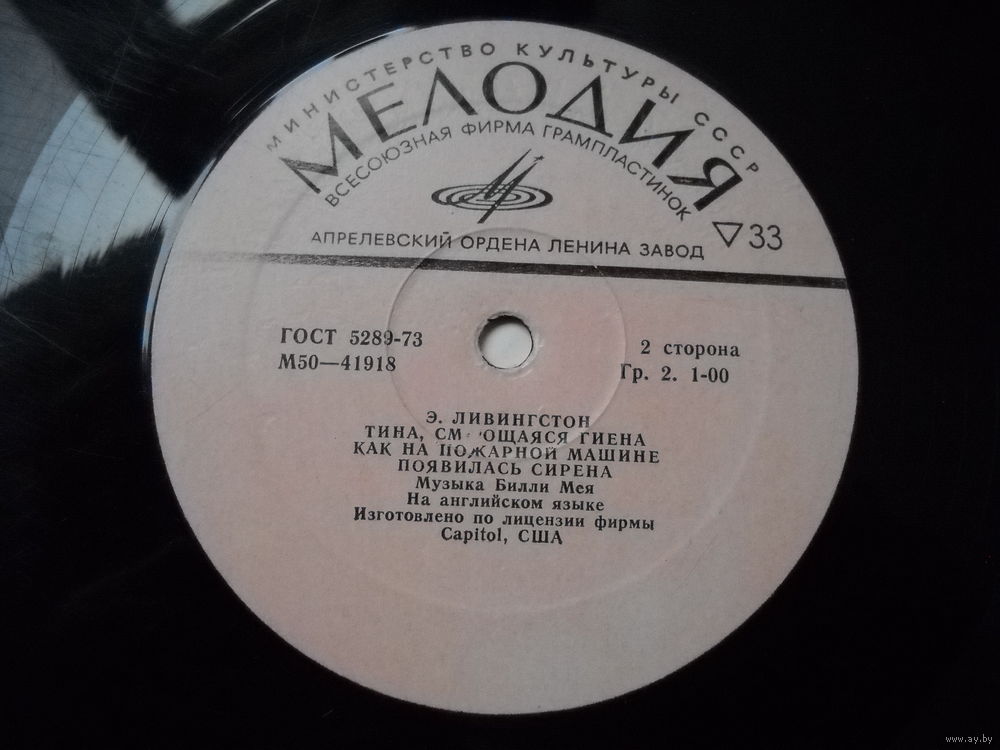 МИНИСТЕРСТВО КУЛЬТУРЫ СССР
МЕЛОДИЯ
ВСЕСОЮЗНАЯ ФИРМА ГРАМПЛАСТИНОК
АПРЕЛЕВСКИЙ ОРДЕНА ЛЕНИНА ЗАВОД
33
ГОСТ 5289-73
М50—41918
2 сторона
Гр. 2. 1-00
Э. ЛИВИНГСТОН
ТИНА, ГИЕНА
КАК НА ПОЖАРНОЙ МАШИНЕ
ПОЯВИЛАСЬ СИРЕНА
Музыка Билли Мея
На английском языке
Изготовлено по лицензии фирмы
Capitol, США
www.ay.by